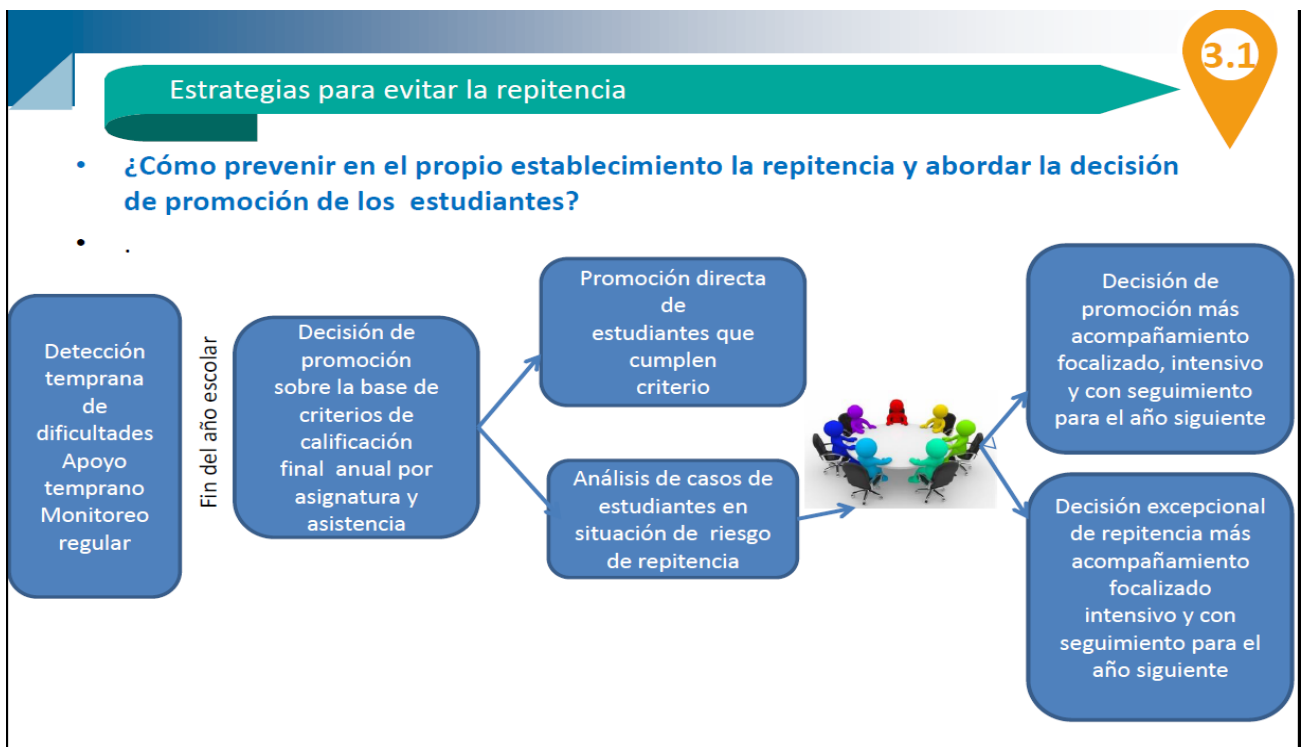 3.1
Estrategias para evitar la repitencia
• ¿Cómo prevenir en el propio establecimiento la repitencia y abordar la decisión
de promoción de los estudiantes?
• .
Detección
temprana
de
dificultades
Apoyo
temprano
Monitoreo
regular
Fin del año escolar
Decisión de
promoción
sobre la base de
criterios de
calificación
final anual por
asignatura y
asistencia
Promoción directa
de
estudiantes que
cumplen
criterio
Análisis de casos de
estudiantes en
situación de riesgo
de repitencia
Decisión de
promoción más
acompañamiento
focalizado, intensivo
y con seguimiento
para el año siguiente
Decisión excepcional
de repitencia más
acompañamiento
focalizado
intensivo y con
seguimiento para el
año siguiente